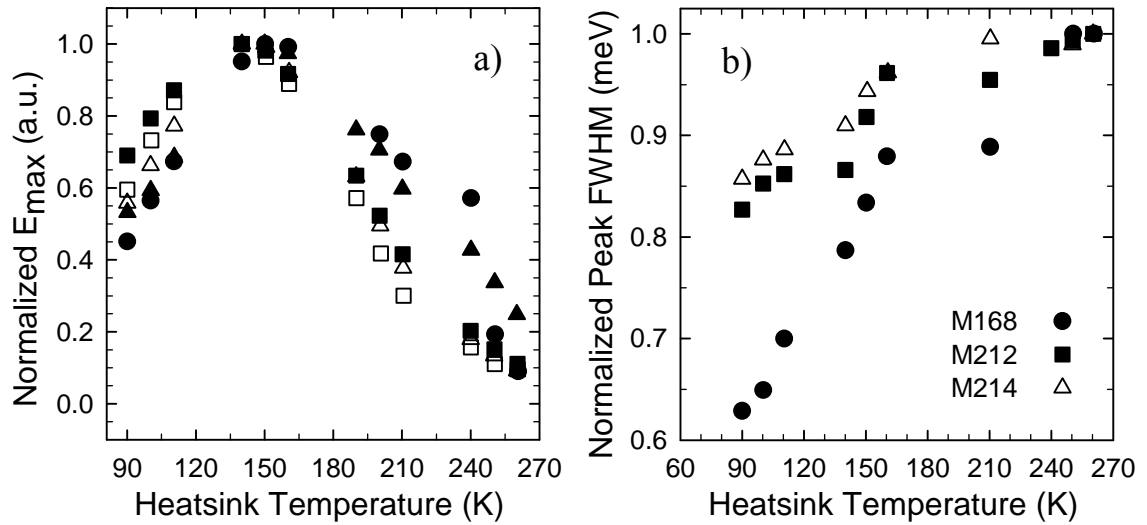 a)
1.0
0.8
0.6
0.4
0.2
0.0
Normalized Emax (a.u.)
90 120 150 180 210 240 270
Heatsink Temperature (K)
b)
1.0
0.9
0.8
0.7
0.6
Normalized Peak FWHM (meV)
M168
M212
M214
60 90 120 150 180 210 240 270
Heatsink Temperature (K)